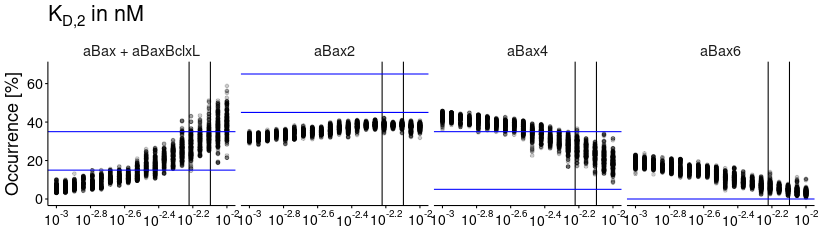 K_D,2 in nM
aBax + aBaxBclxL aBax2 aBax4 aBax6
Occurrence [%]
60
40
20
0
10^-3 10^-2.8 10^-2.6 10^-2.4 10^-2.2 10^-2 10^-3 10^-2.8 10^-2.6 10^-2.4 10^-2.2 10^-2 10^-3 10^-2.8 10^-2.6 10^-2.4 10^-2.2 10^-2 10^-3 10^-2.8 10^-2.6 10^-2.4 10^-2.2 10^-2